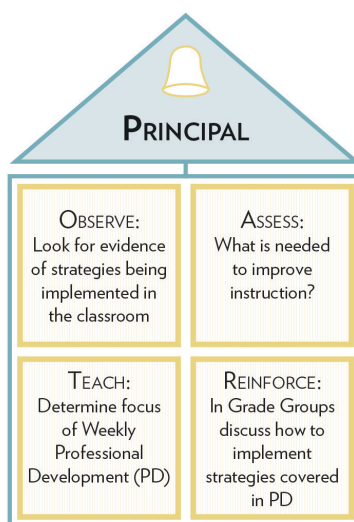 PRINCIPAL
OBSERVE:
Look for evidence
of strategies being
implemented in
the classroom
ASSESS:
What is needed
to improve
instruction?
TEACH:
Determine focus
of Weekly
Professional
Development (PD)
REINFORCE:
In Grade Groups
discuss how to
implement
strategies covered
in PD